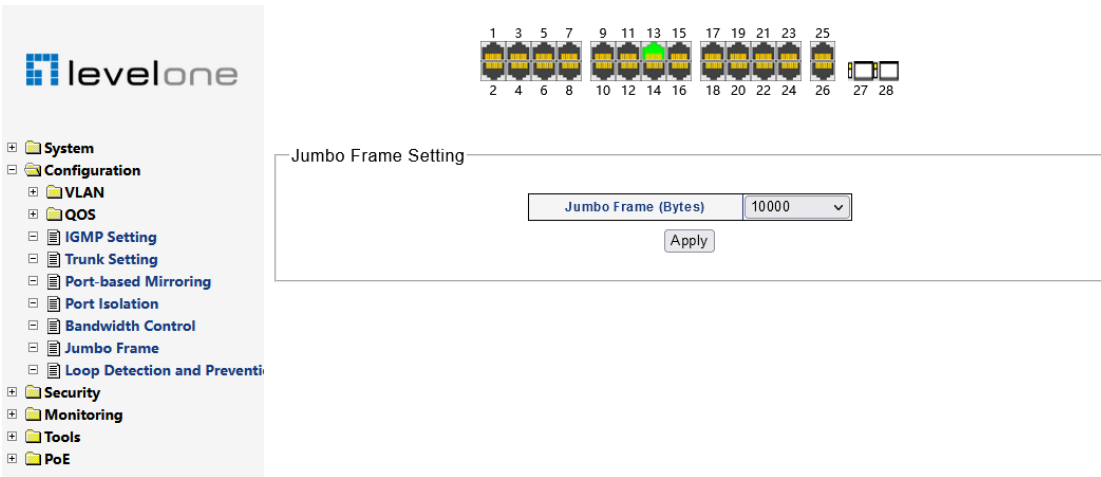 levelone
1 3 5 7 9 11 13 15 17 19 21 23 25
2 4 6 8 10 12 14 16 18 20 22 24 26 27 28
System
Configuration
VLAN
QOS
IGMP Setting
Trunk Setting
Port-based Mirroring
Port Isolation
Bandwidth Control
Jumbo Frame
Loop Detection and Preventi
Security
Monitoring
Tools
PoE
Jumbo Frame Setting
Jumbo Frame (Bytes) 10000
Apply